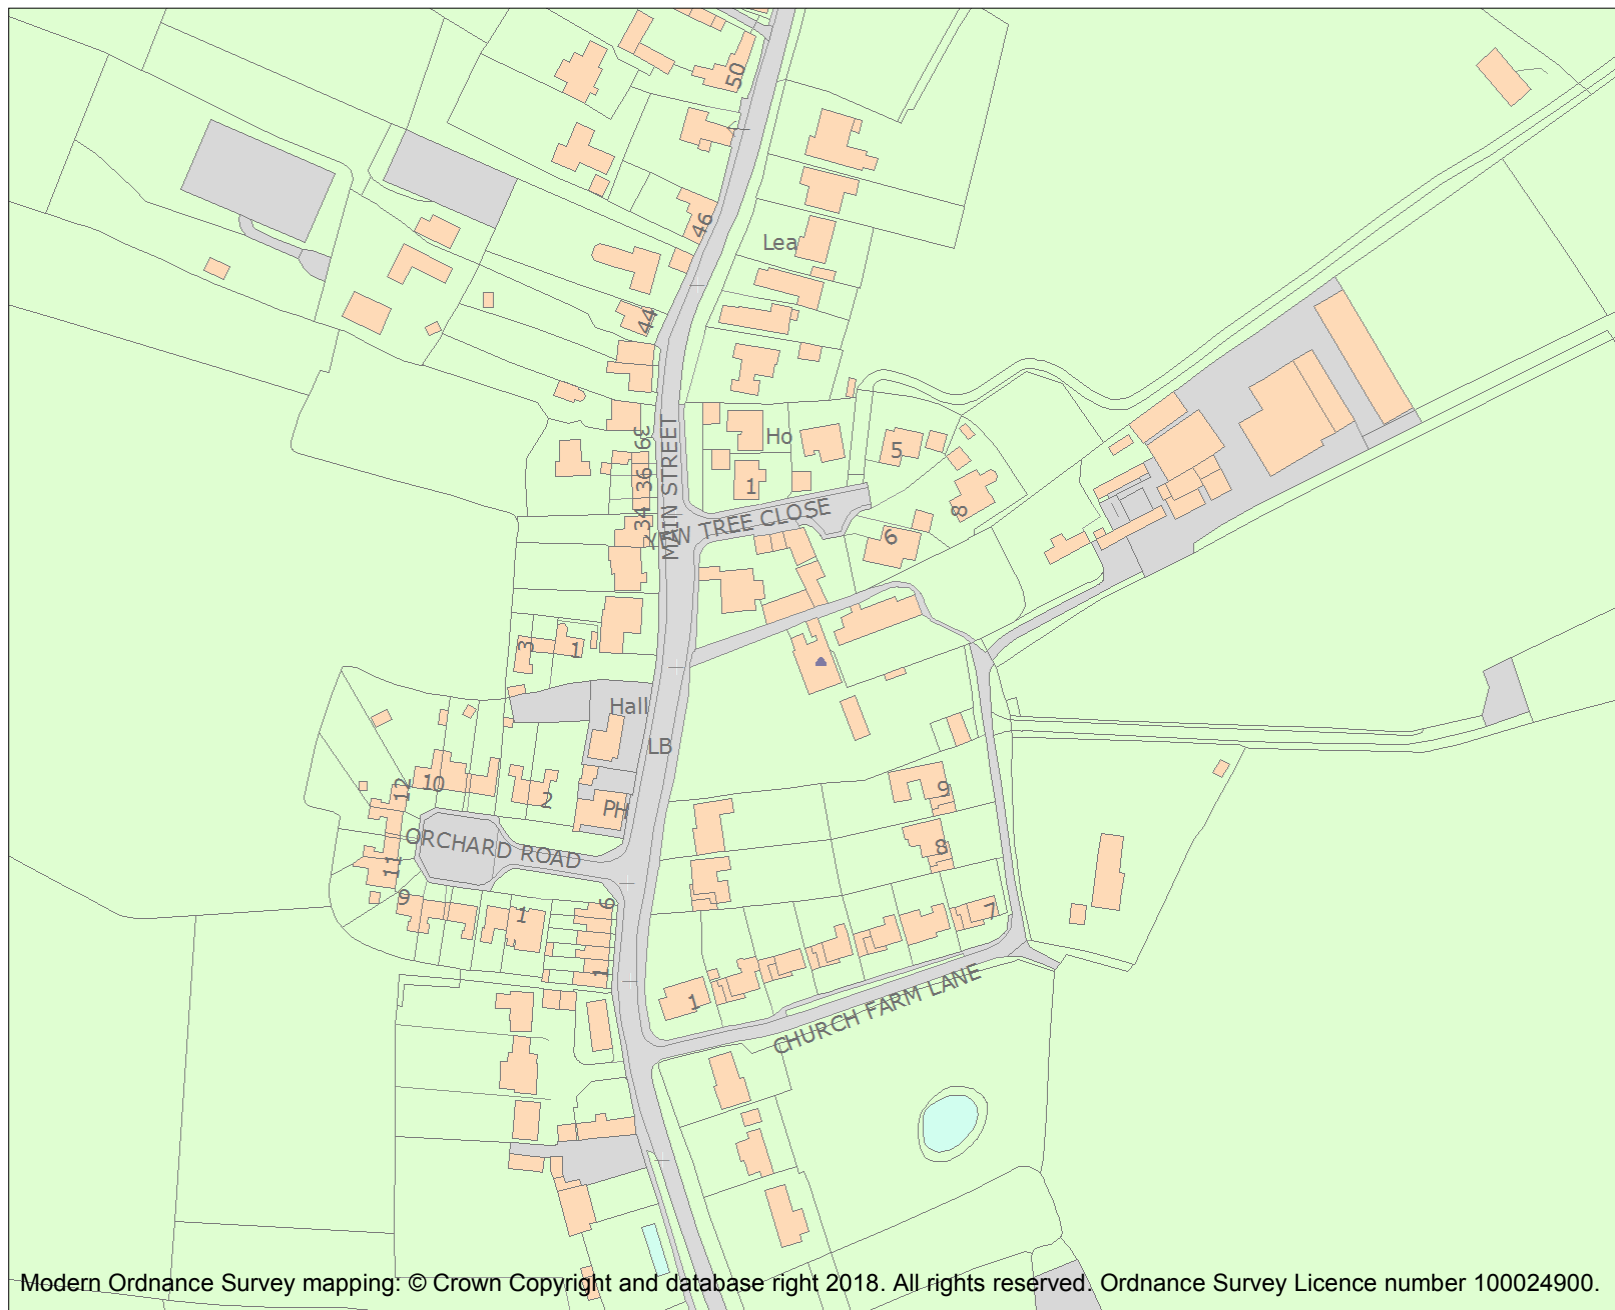 50
46
Lea
44
39
Ho
5
36
1
8
34
MAIN STREET
YEW TREE CLOSE
6
3
1
Hall
LB
12
10
2
PH
9
8
ORCHARD ROAD
11
9
1
6
7
1
1
CHURCH FARM LANE
Modern Ordnance Survey mapping: © Crown Copyright and database right 2018. All rights reserved. Ordnance Survey Licence number 100024900.